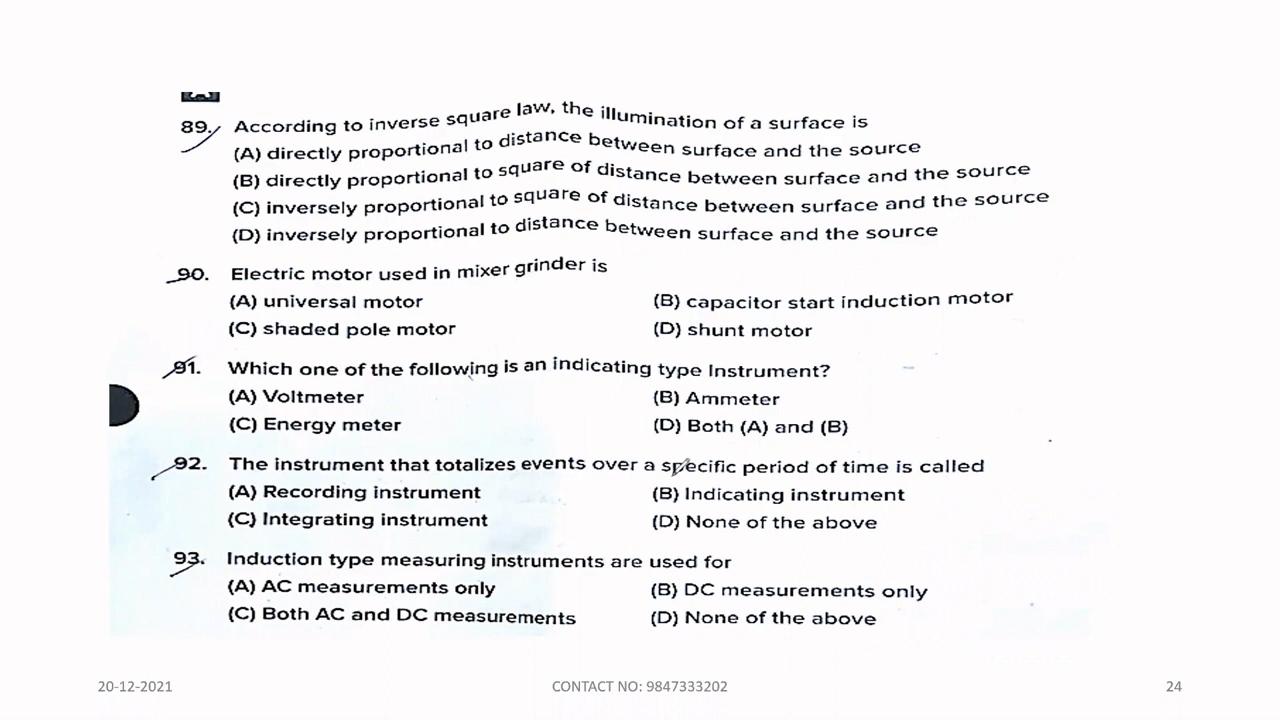 89. According to inverse square law, the illumination of a surface is
(A) directly proportional to distance between surface and the source
(B) directly proportional to square of distance between surface and the source
(C) inversely proportional to square of distance between surface and the source
(D) inversely proportional to distance between surface and the source
90. Electric motor used in mixer grinder is
(A) universal motor (B) capacitor start induction motor
(C) shaded pole motor (D) shunt motor
91. Which one of the following is an indicating type Instrument?
(A) Voltmeter (B) Ammeter
(C) Energy meter (D) Both (A) and (B)
92. The instrument that totalizes events over a specific period of time is called
(A) Recording instrument (B) Indicating instrument
(C) Integrating instrument (D) None of the above
93. Induction type measuring instruments are used for
(A) AC measurements only (B) DC measurements only
(C) Both AC and DC measurements (D) None of the above
20-12-2021 CONTACT NO: 9847333202 24